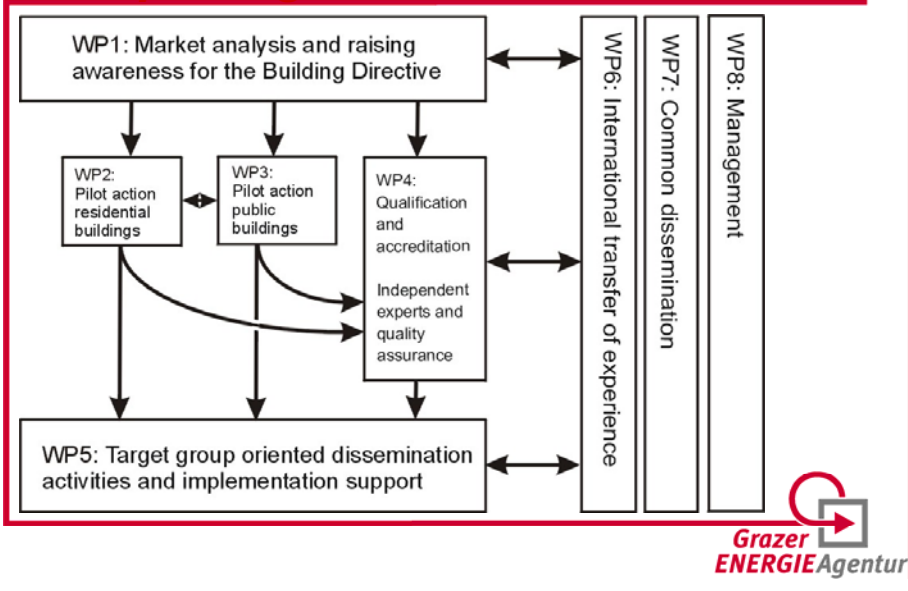 WP1: Market analysis and raising
awareness for the Building Directive
WP2:
Pilot action
residential
buildings
WP3:
Pilot action
public
buildings
WP4:
Qualification
and
accreditation
Independent
experts and
quality
assurance
WP5: Target group oriented dissemination
activities and implementation support
WP6: International transfer of experience
WP7: Common dissemination
WP8: Management
Grazer
ENERGIEAgentur